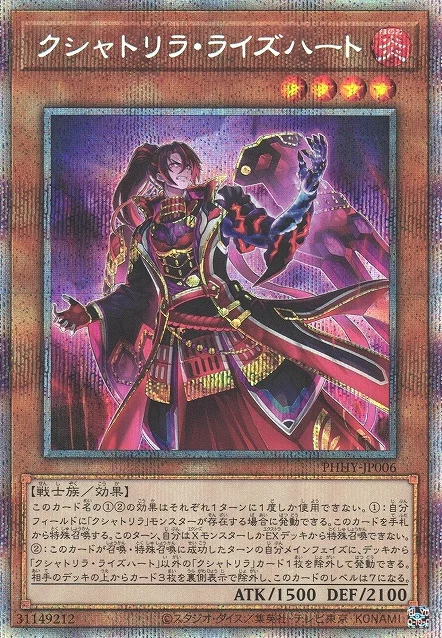 クシャトリラ・ライズハート
炎
PHHY-JP006
【戦士族/効果】
このカード名の①②の効果はそれぞれ1ターンに1度しか使用できない。①:自分
フィールドに「クシャトリラ」モンスターが存在する場合に発動できる。このカードを手札
から特殊召喚する。このターン、自分はXモンスターしかEXデッキから特殊召喚できない。
②:このカードが召喚・特殊召喚に成功したターンの自分メインフェイズに、デッキから
「クシャトリラ・ライズハート」以外の「クシャトリラ」カード1枚を除外して発動できる。
相手のデッキの上からカード3枚を裏側表示で除外し、このカードのレベルは7になる。
ATK/1500 DEF/2100
31149212 ©スタジオ・ダイス/集英社・テレビ東京・KONAMI